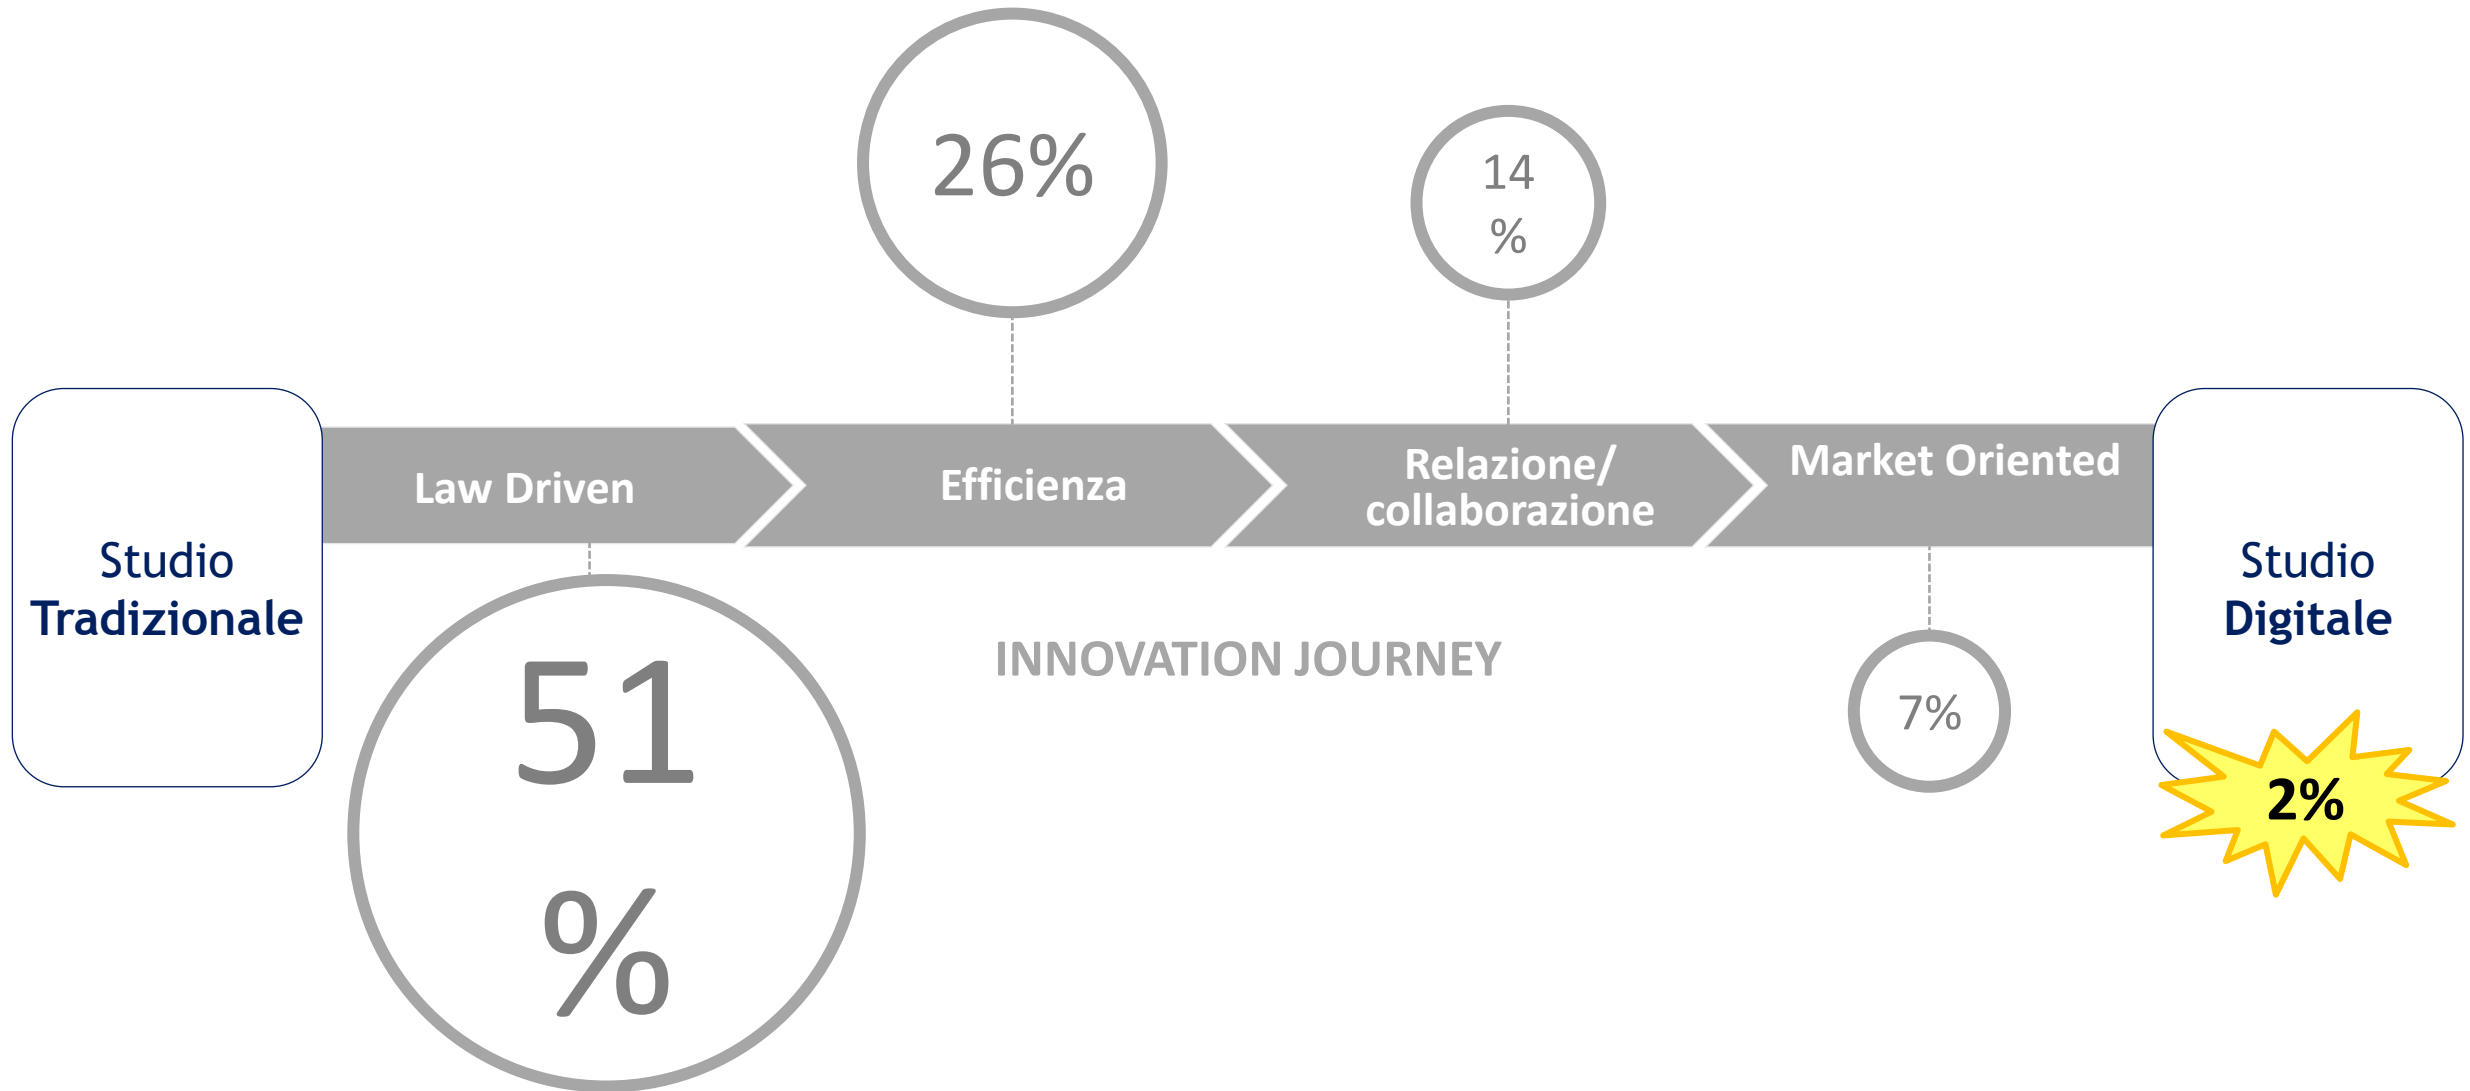 26%
14
%
Law Driven
Efficienza
Relazione/
collaborazione
Market Oriented
Studio
Tradizionale
Studio
Digitale
INNOVATION JOURNEY
51
%
7%
2%